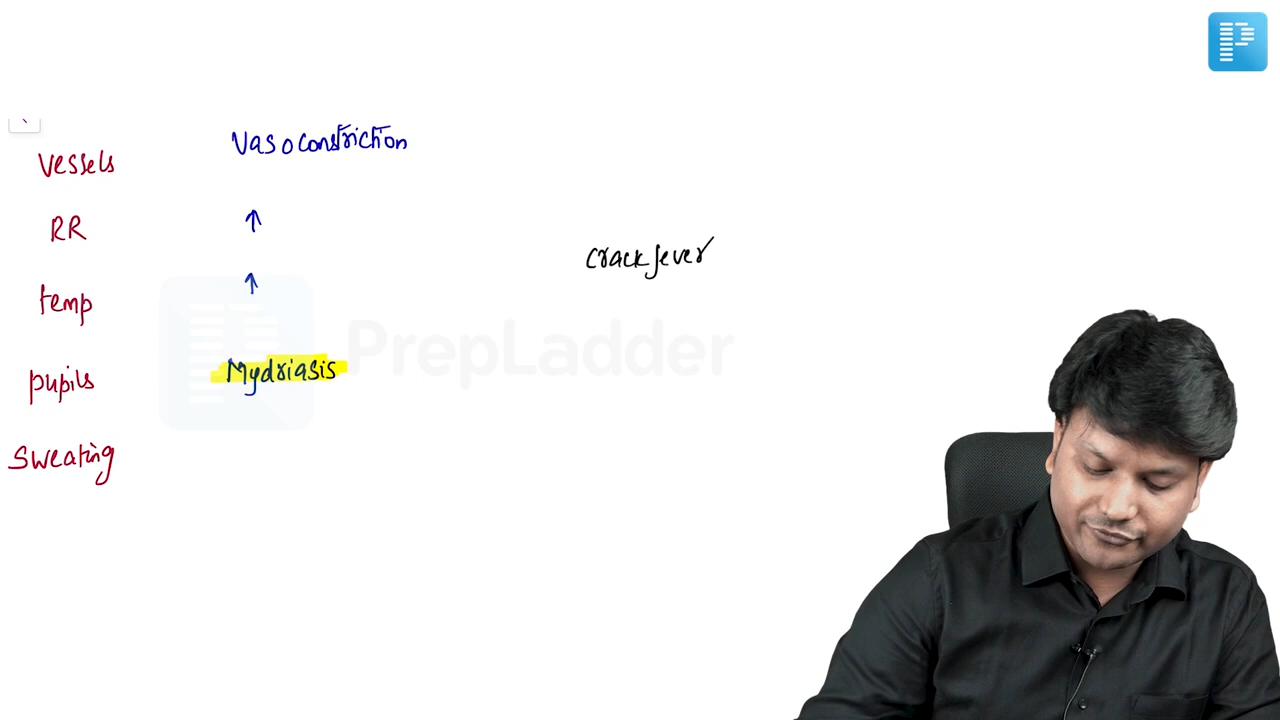 Vasoconstriction
Vessels
RR ↑
crack fever
temp ↑
PrepLadder
pupils Mydriasis
Sweating